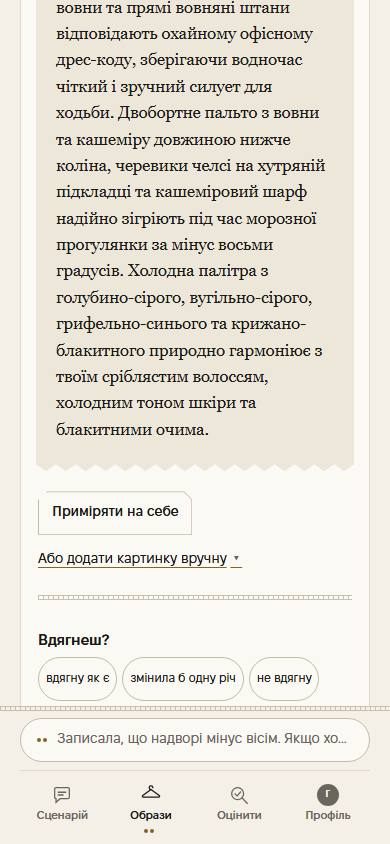 вовни та прямі вовняні штани
відповідають охайному офісному
дрес-коду, зберігаючи водночас
чіткий і зручний силует для
ходьби. Двобортне пальто з вовни
та кашеміру довжиною нижче
коліна, черевики челсі на хутряній
підкладці та кашеміровий шарф
надійно зігріють під час морозної
прогулянки за мінус восьми
градусів. Холодна палітра з
голубино-сірого, вугільно-сірого,
грифельно-синього та крижано-
блакитного природно гармоніює з
твоїм сріблястим волоссям,
холодним тоном шкіри та
блакитними очима.
Приміряти на себе
Або додати картинку вручну
Вдягнеш?
вдягну як є
змінила б одну річ
не вдягну
Записала, що надворі мінус вісім. Якщо хо...
Сценарій
Образи
Оцінити
Г
Профіль